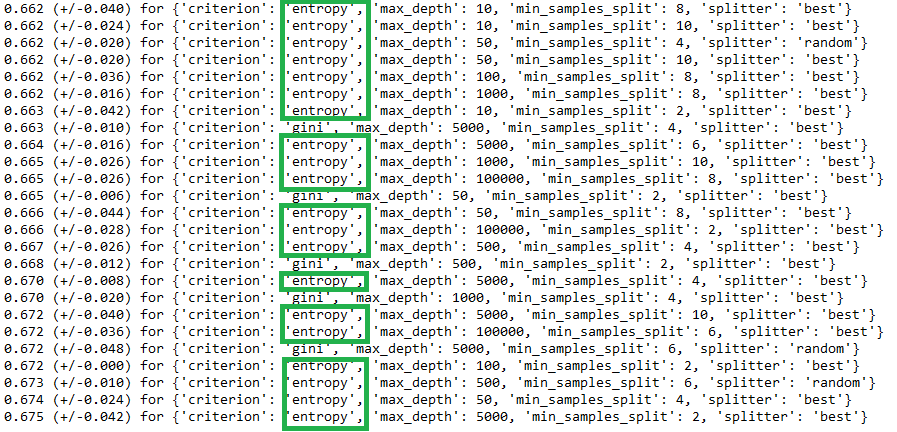 0.662 (+/-0.040) for {'criterion': 'entropy', 'max_depth': 10, 'min_samples_split': 8, 'splitter': 'best'}
0.662 (+/-0.024) for {'criterion': 'entropy', 'max_depth': 10, 'min_samples_split': 10, 'splitter': 'best'}
0.662 (+/-0.020) for {'criterion': 'entropy', 'max_depth': 50, 'min_samples_split': 4, 'splitter': 'random'}
0.662 (+/-0.020) for {'criterion': 'entropy', 'max_depth': 50, 'min_samples_split': 10, 'splitter': 'best'}
0.662 (+/-0.036) for {'criterion': 'entropy', 'max_depth': 100, 'min_samples_split': 8, 'splitter': 'best'}
0.662 (+/-0.016) for {'criterion': 'entropy', 'max_depth': 1000, 'min_samples_split': 8, 'splitter': 'best'}
0.663 (+/-0.042) for {'criterion': 'entropy', 'max_depth': 10, 'min_samples_split': 2, 'splitter': 'best'}
0.663 (+/-0.010) for {'criterion': 'gini', 'max_depth': 5000, 'min_samples_split': 4, 'splitter': 'best'}
0.664 (+/-0.016) for {'criterion': 'entropy', 'max_depth': 5000, 'min_samples_split': 6, 'splitter': 'best'}
0.665 (+/-0.026) for {'criterion': 'entropy', 'max_depth': 1000, 'min_samples_split': 10, 'splitter': 'best'}
0.665 (+/-0.026) for {'criterion': 'entropy', 'max_depth': 100000, 'min_samples_split': 8, 'splitter': 'best'}
0.665 (+/-0.006) for {'criterion': 'gini', 'max_depth': 50, 'min_samples_split': 2, 'splitter': 'best'}
0.666 (+/-0.044) for {'criterion': 'entropy', 'max_depth': 50, 'min_samples_split': 8, 'splitter': 'best'}
0.666 (+/-0.028) for {'criterion': 'entropy', 'max_depth': 100000, 'min_samples_split': 2, 'splitter': 'best'}
0.667 (+/-0.026) for {'criterion': 'entropy', 'max_depth': 500, 'min_samples_split': 4, 'splitter': 'best'}
0.668 (+/-0.012) for {'criterion': 'gini', 'max_depth': 500, 'min_samples_split': 2, 'splitter': 'best'}
0.670 (+/-0.008) for {'criterion': 'entropy', 'max_depth': 5000, 'min_samples_split': 4, 'splitter': 'best'}
0.670 (+/-0.020) for {'criterion': 'gini', 'max_depth': 1000, 'min_samples_split': 4, 'splitter': 'best'}
0.672 (+/-0.040) for {'criterion': 'entropy', 'max_depth': 5000, 'min_samples_split': 10, 'splitter': 'best'}
0.672 (+/-0.036) for {'criterion': 'entropy', 'max_depth': 100000, 'min_samples_split': 6, 'splitter': 'best'}
0.672 (+/-0.048) for {'criterion': 'gini', 'max_depth': 5000, 'min_samples_split': 6, 'splitter': 'random'}
0.672 (+/-0.000) for {'criterion': 'entropy', 'max_depth': 100, 'min_samples_split': 2, 'splitter': 'best'}
0.673 (+/-0.010) for {'criterion': 'entropy', 'max_depth': 500, 'min_samples_split': 6, 'splitter': 'random'}
0.674 (+/-0.024) for {'criterion': 'entropy', 'max_depth': 50, 'min_samples_split': 4, 'splitter': 'best'}
0.675 (+/-0.042) for {'criterion': 'entropy', 'max_depth': 5000, 'min_samples_split': 2, 'splitter': 'best'}